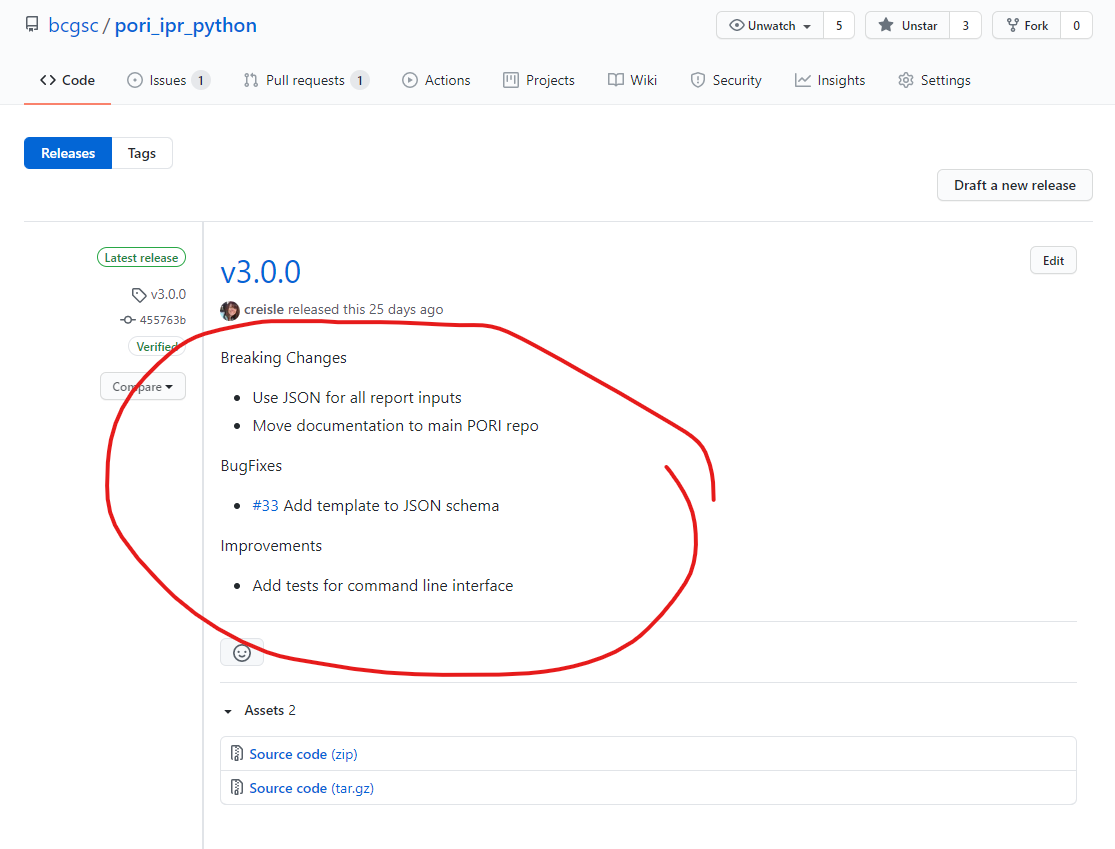 bcgsc / pori_ipr_python
Unwatch 5 Unstar 3 Fork 0
Code Issues 1 Pull requests 1 Actions Projects Wiki Security Insights Settings
Releases Tags
Draft a new release
Latest release
v3.0.0
455763b
Verified
Compare
v3.0.0
Edit
creisle released this 25 days ago
Breaking Changes
Use JSON for all report inputs
Move documentation to main PORI repo
BugFixes
#33 Add template to JSON schema
Improvements
Add tests for command line interface
Assets 2
Source code (zip)
Source code (tar.gz)